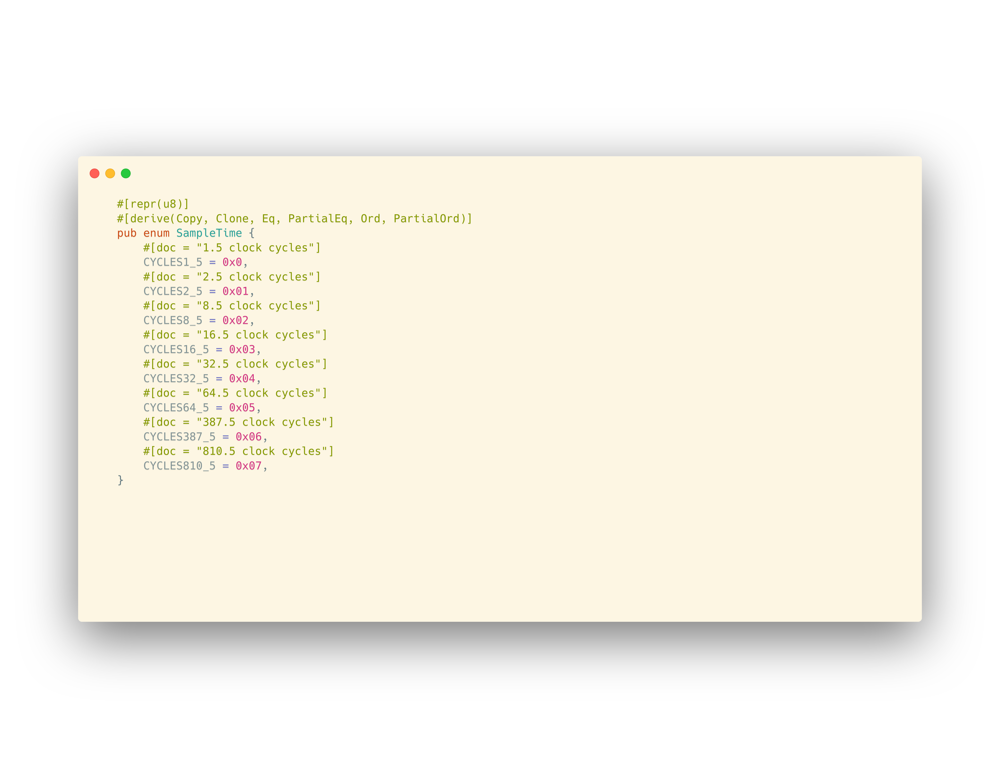 #[repr(u8)]
#[derive(Copy, Clone, Eq, PartialEq, Ord, PartialOrd)]
pub enum SampleTime {
    #[doc = "1.5 clock cycles"]
    CYCLES1_5 = 0x0,
    #[doc = "2.5 clock cycles"]
    CYCLES2_5 = 0x01,
    #[doc = "8.5 clock cycles"]
    CYCLES8_5 = 0x02,
    #[doc = "16.5 clock cycles"]
    CYCLES16_5 = 0x03,
    #[doc = "32.5 clock cycles"]
    CYCLES32_5 = 0x04,
    #[doc = "64.5 clock cycles"]
    CYCLES64_5 = 0x05,
    #[doc = "387.5 clock cycles"]
    CYCLES387_5 = 0x06,
    #[doc = "810.5 clock cycles"]
    CYCLES810_5 = 0x07,
}